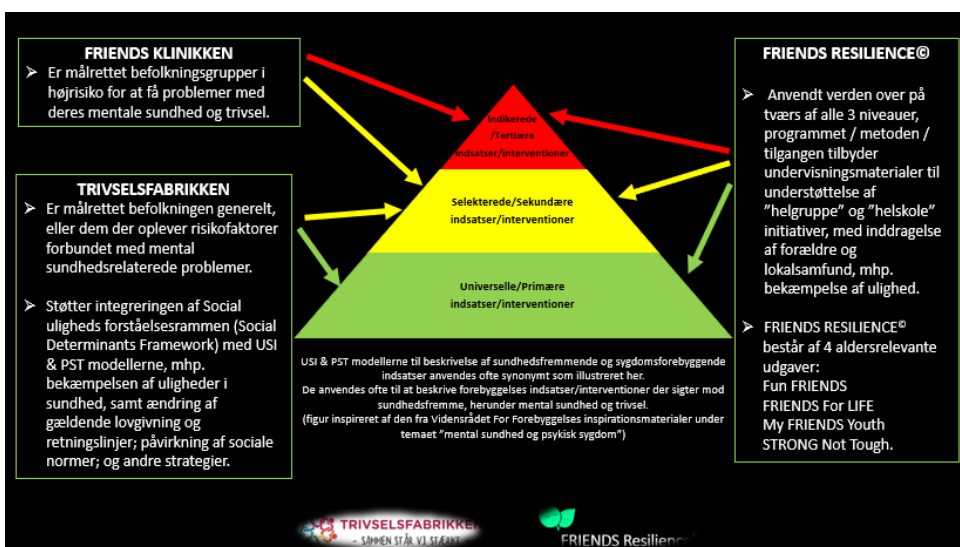 FRIENDS KLINIKKEN
➢ Er målrettet befolkningsgrupper i
højrisiko for at få problemer med
deres mentale sundhed og trivsel.
TRIVSELSFABRIKKEN
➢ Er målrettet befolkningen generelt,
eller dem der oplever risikofaktorer
forbundet med mental
sundhedsrelaterede problemer.
➢ Støtter integreringen af Social
uligheds forståelsesrammen (Social
Determinants Framework) med USI
& PST modellerne, mhp.
bekæmpelsen af uligheder i
sundhed, samt ændring af
gældende lovgivning og
retningslinjer; påvirkning af sociale
normer; og andre strategier.
Indikerede
/Tertiære
indsatser/interventioner
Selekterede/Sekundære
indsatser/interventioner
Universelle/Primære
indsatser/interventioner
USI & PST modellerne til beskrivelse af sundhedsfremmende og sygdomsforebyggende
indsatser anvendes ofte synonymt som illustreret her.
De anvendes ofte til at beskrive forebyggelses indsatser/interventioner der sigter mod
sundhedsfremme, herunder mental sundhed og trivsel.
(figur inspireret af den fra Vidensrådet For Forebyggelses inspirationsmaterialer under
temaet ”mental sundhed og psykisk sygdom”)
FRIENDS RESILIENCE©
➢ Anvendt verden over på
tværs af alle 3 niveauer,
programmet / metoden /
tilgangen tilbyder
undervisningsmaterialer til
understøttelse af
”helgruppe” og ”helskole”
initiativer, med inddragelse
af forældre og
lokalsamfund, mhp.
bekæmpelse af ulighed.
➢ FRIENDS RESILIENCE©
består af 4 aldersrelevante
udgaver:
Fun FRIENDS
FRIENDS For LIFE
My FRIENDS Youth
STRONG Not Tough.
TRIVSELSFABRIKKEN
- SAMMEN STÅR VI STÆRKT
FRIENDS Resilience